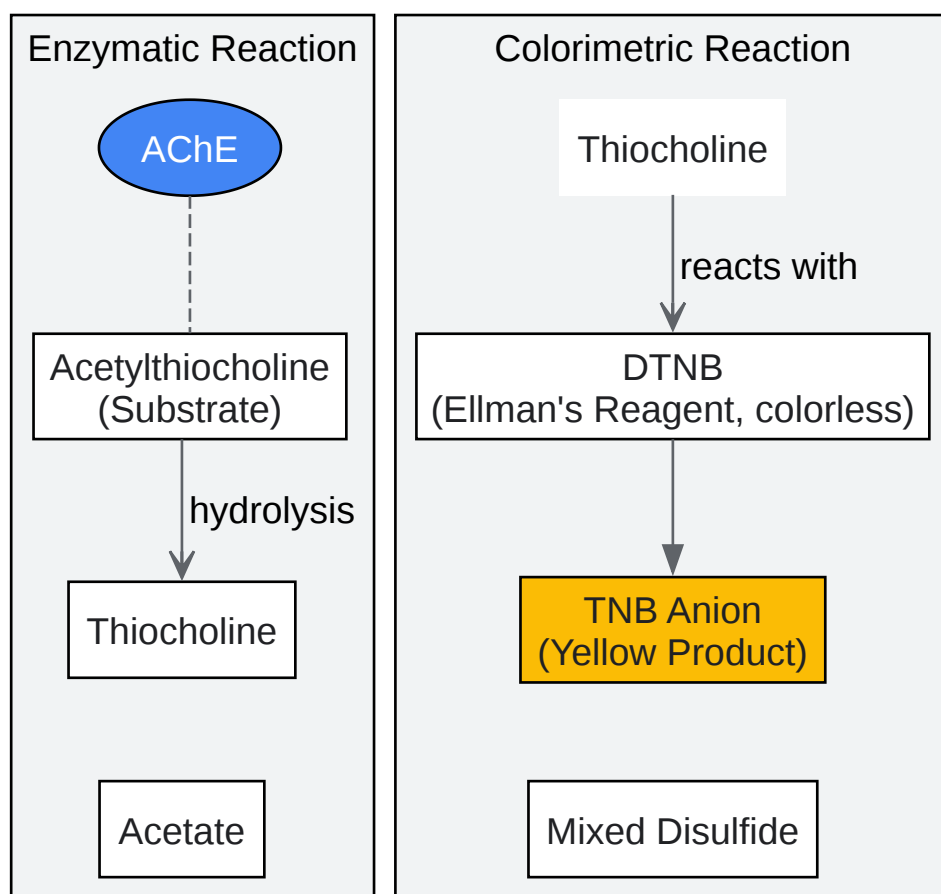 Enzymatic Reaction
AChE
Acetylthiocholine
(Substrate)
hydrolysis
Thiocholine
Acetate
Colorimetric Reaction
Thiocholine
reacts with
DTNB
(Ellman's Reagent, colorless)
TNB Anion
(Yellow Product)
Mixed Disulfide